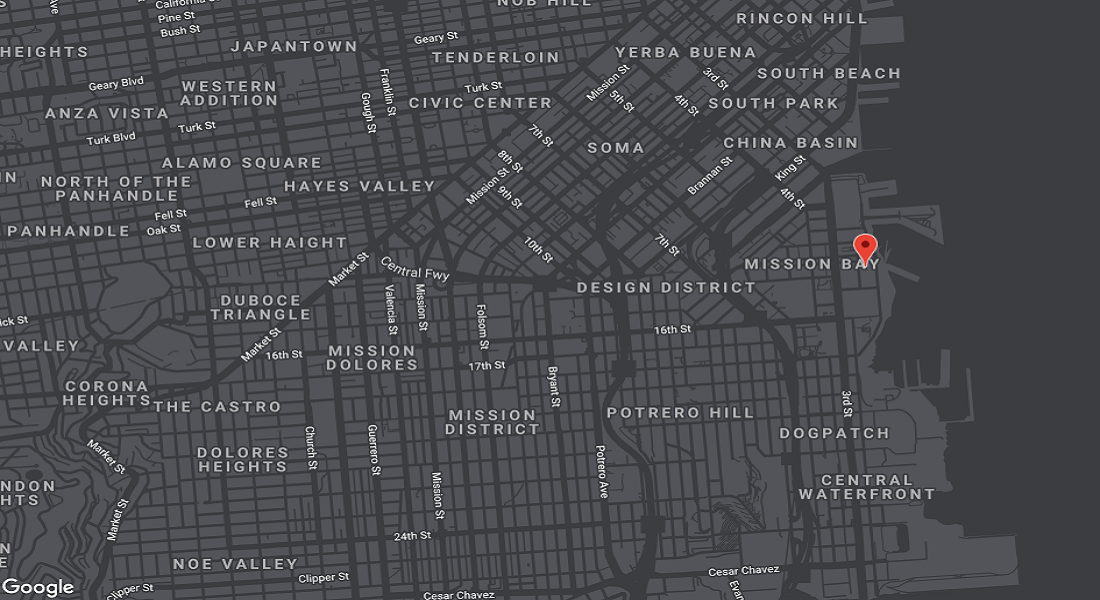 California St
NOB HILL
Pine St
Bush St
RINCON HILL
HEIGHTS
JAPANTOWN
Geary St
TENDERLOIN
YERBA BUENA
SOUTH BEACH
Geary Blvd
WESTERN
ADDITION
Franklin St
Turk St
Mission St
3rd St
ANZA VISTA
Gough St
CIVIC CENTER
5th St
4th St
SOUTH PARK
Turk Blvd
Turk St
7th St
SOMA
CHINA BASIN
ALAMO SQUARE
8th St
Brannan St
King St
NORTH OF THE
PANHANDLE
HAYES VALLEY
Mission St
9th St
4th St
Fell St
Fell St
PANHANDLE
Oak St
LOWER HAIGHT
10th St
7th St
Market St
Central Fwy
MISSION BAY
DESIGN DISTRICT
DUBOCE
TRIANGLE
Valencia St
Mission St
Folsom St
16th St
VALLEY
Market St
16th St
MISSION
DOLORES
17th St
CORONA
HEIGHTS
THE CASTRO
Bryant St
3rd St
MISSION
DISTRICT
POTRERO HILL
DOGPATCH
Market St
DOLORES
HEIGHTS
Church St
Guerrero St
Mission St
Potrero Ave
CENTRAL
WATERFRONT
Market St
24th St
NOE VALLEY
Clipper St
Clipper St
Cesar Chavez
Cesar Chavez
Google